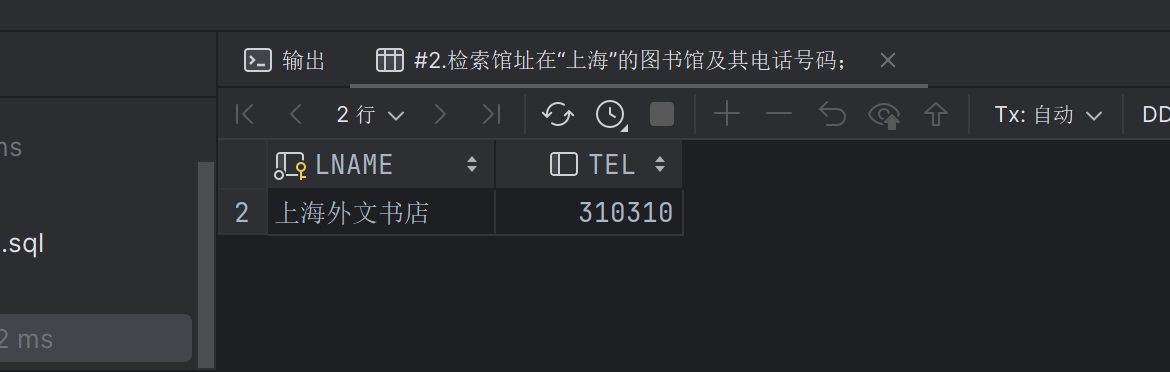 输出
#2.检索馆址在“上海”的图书馆及其电话号码；
2 行
Tx: 自动
DD
ms
LNAME
TEL
2
上海外文书店
310310
.sql
2 ms